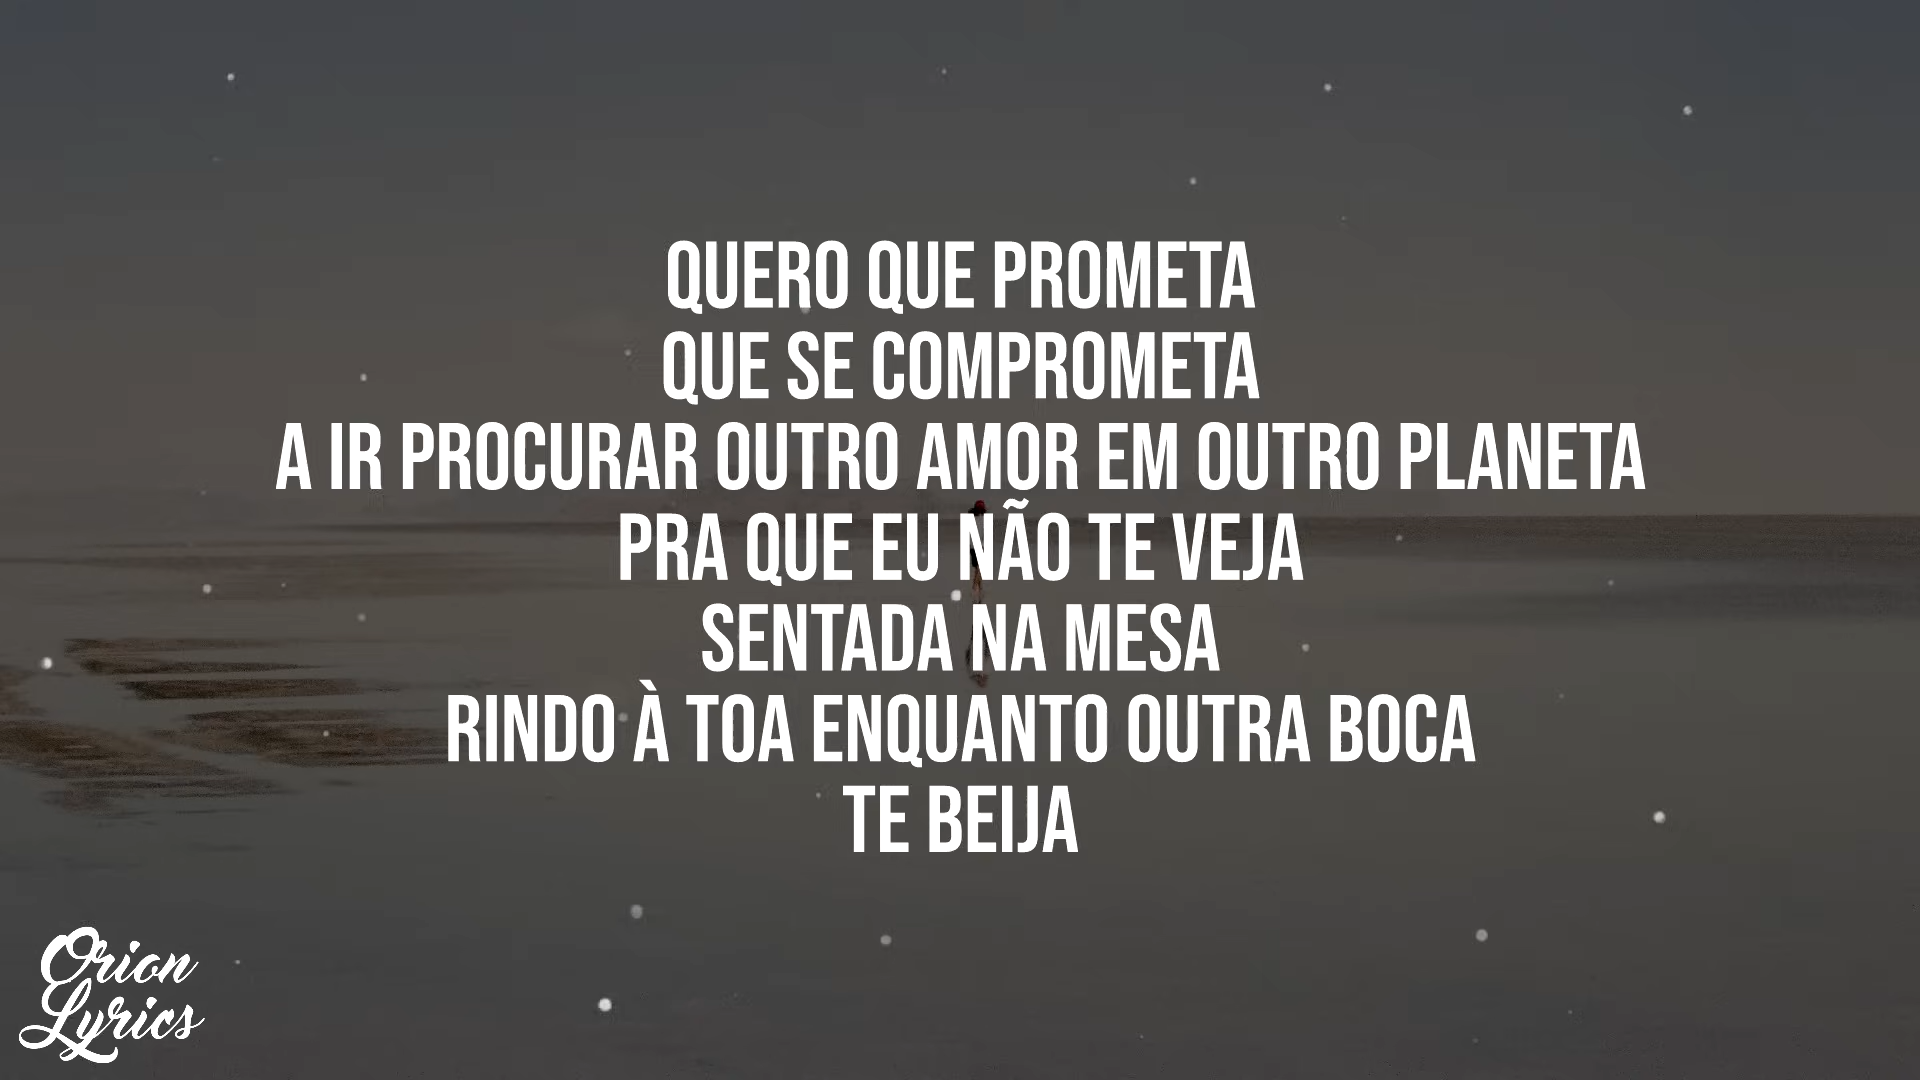 QUERO QUE PROMETA
QUE SE COMPROMETA
A IR PROCURAR OUTRO AMOR EM OUTRO PLANETA
PRA QUE EU NÃO TE VEJA
SENTADA NA MESA
RINDO À TOA ENQUANTO OUTRA BOCA
TE BEIJA
Orion
Lyrics